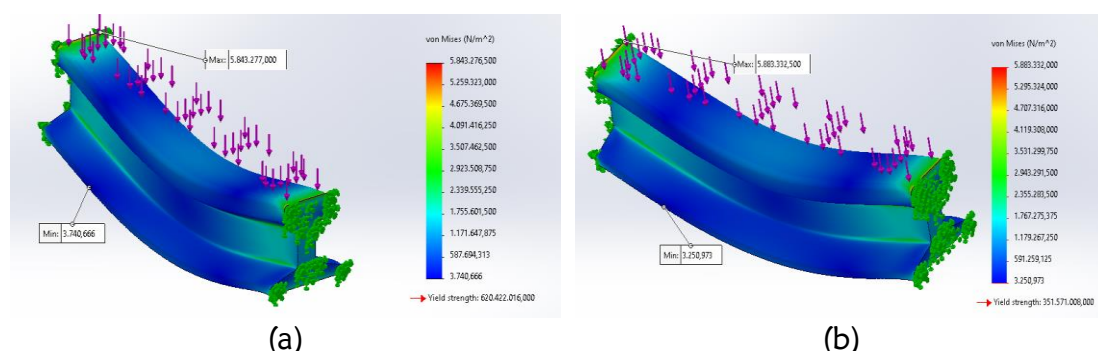 von Mises (N/m^2)
Max: 5.843.277,000
5.843.276,500
5.259.323,000
4.675.369,500
4.091.416,250
3.507.462,500
2.923.508,750
2.339.555,250
1.755.601,500
1.171.647,875
587.694,313
3.740,666
Min: 3.740,666
Yield strength: 620.422.016,000
(a)
von Mises (N/m^2)
Max: 5.883.332,500
5.883.332,000
5.295.324,000
4.707.316,000
4.119.308,000
3.531.299,750
2.943.291,500
2.355.283,500
1.767.275,375
1.179.267,250
591.259,125
3.250,973
Min: 3.250,973
Yield strength: 351.571.008,000
(b)